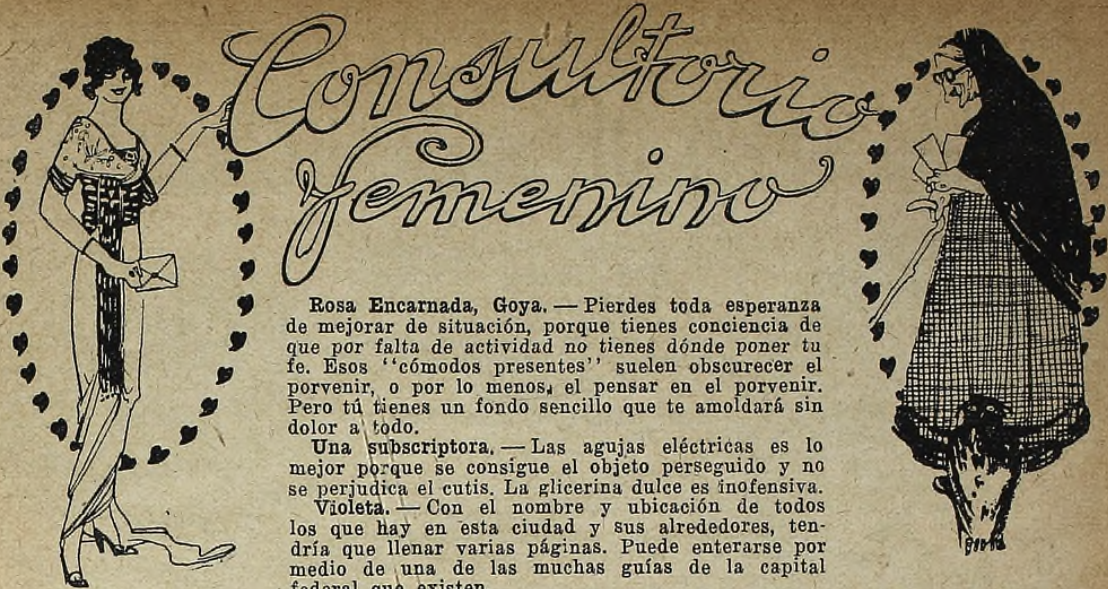 Consultorio
femenino
Rosa Encarnada, Goya. — Pierdes toda esperanza
de mejorar de situación, porque tienes conciencia de
que por falta de actividad no tienes dónde poner tu
fe. Esos ''cómodos presentes'' suelen obscurecer el
porvenir, o por lo menos, el pensar en el porvenir.
Pero tú tienes un fondo sencillo que te amoldará sin
dolor a todo.
Una subscriptora. — Las agujas eléctricas es lo
mejor porque se consigue el objeto perseguido y no
se perjudica el cutis. La glicerina dulce es inofensiva.
Violeta. — Con el nombre y ubicación de todos
los que hay en esta ciudad y sus alrededores, ten-
dría que llenar varias páginas. Puede enterarse por
medio de una de las muchas guías de la capital
federal que existen.